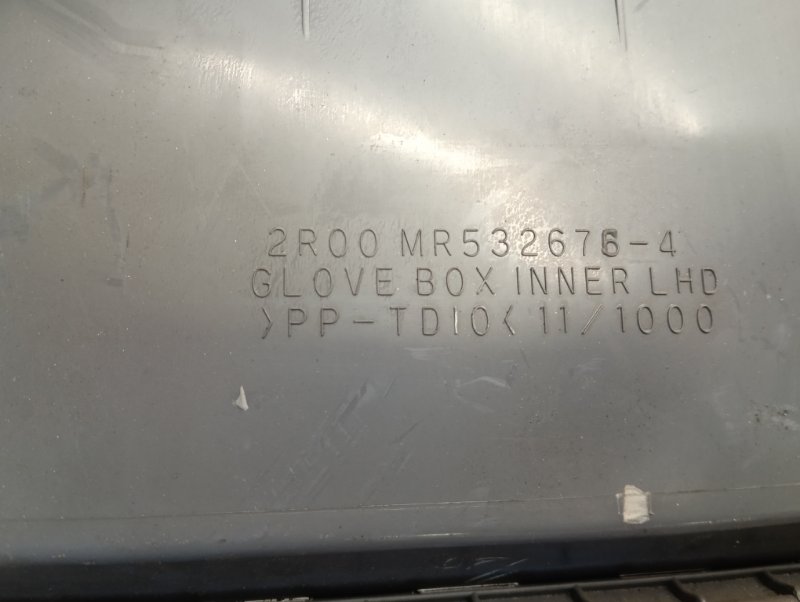 2R00 MR532676-4
GLOVE BOX INNER LHD
>PP-TD10< 11/1000